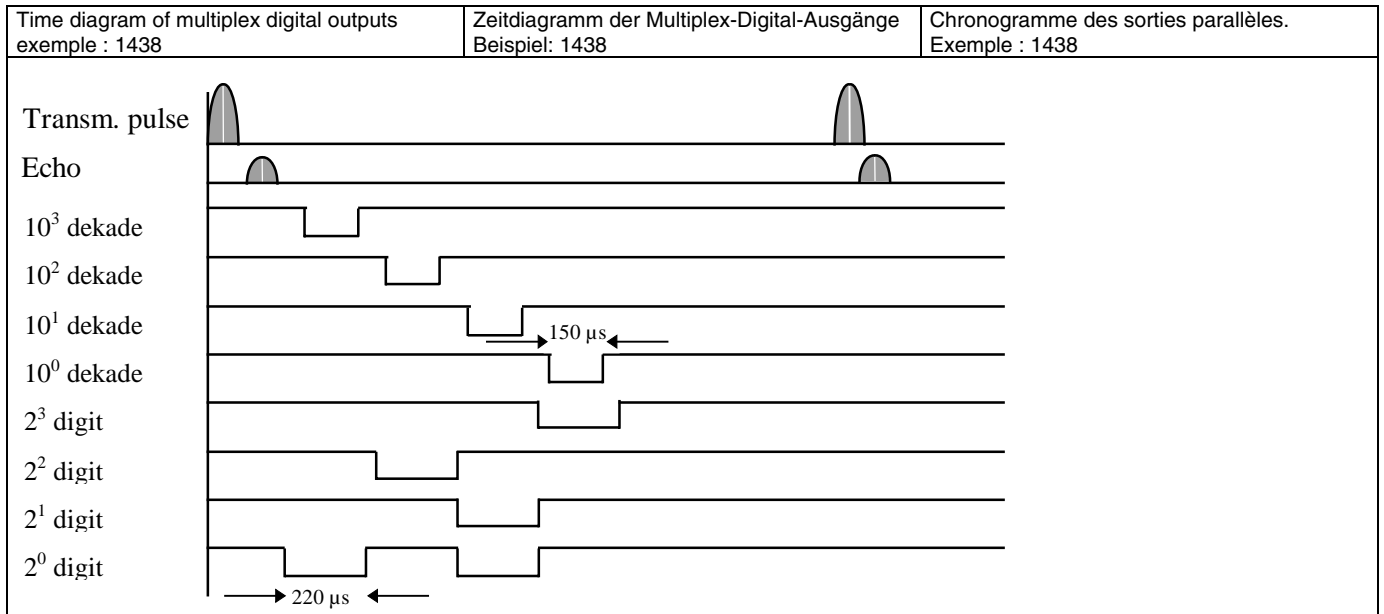 Time diagram of multiplex digital outputs
exemple : 1438
Zeitdiagramm der Multiplex-Digital-Ausgänge
Beispiel: 1438
Chronogramme des sorties parallèles.
Exemple : 1438
Transm. pulse
Echo
10³ dekade
10² dekade
10¹ dekade
150 µs
10⁰ dekade
2³ digit
2² digit
2¹ digit
2⁰ digit
220 µs